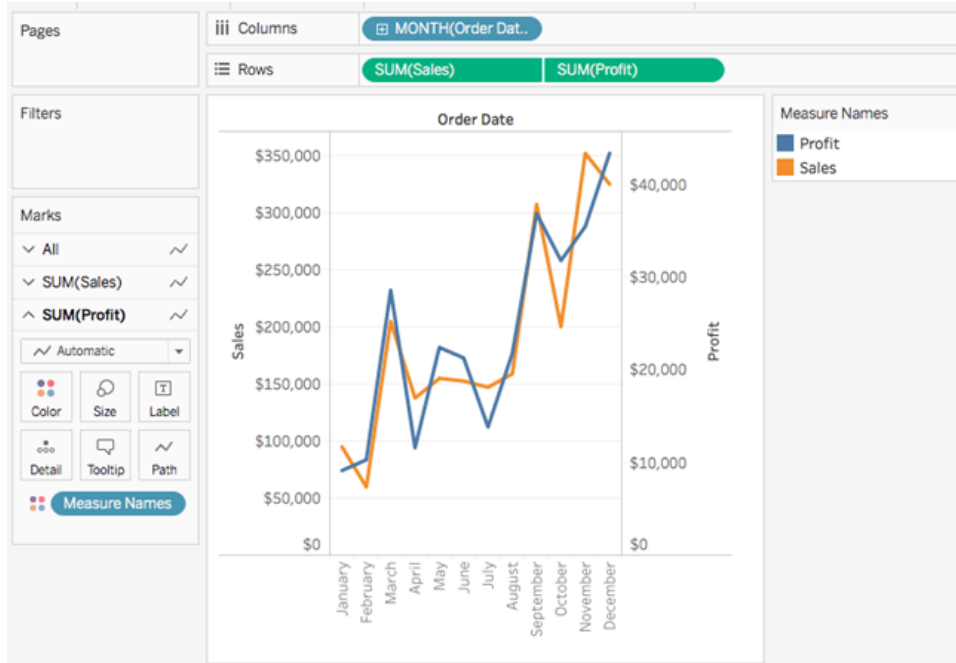 Pages
Columns
MONTH(Order Dat..
Rows
SUM(Sales)
SUM(Profit)
Filters
Marks
All
SUM(Sales)
SUM(Profit)
Automatic
Color
Size
Label
Detail
Tooltip
Path
Measure Names
Order Date
Sales
$350,000
$300,000
$250,000
$200,000
$150,000
$100,000
$50,000
$0
$40,000
$30,000
$20,000
$10,000
$0
Profit
January
February
March
April
May
June
July
August
September
October
November
December
Measure Names
Profit
Sales